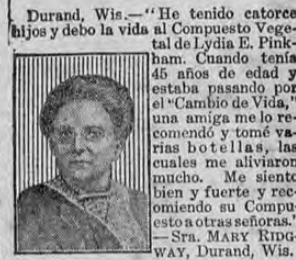 Durand, Wis.—"He tenido catorce
hijos y debo la vida al Compuesto Vege-
tal de Lydia E. Pink-
ham. Cuando tenía
45 años de edad y
estaba pasando por
el "Cambio de Vida,"
una amiga me lo re-
comendó y tomé va-
rias botellas, las
cuales me aliviaron
mucho. Me siento
bien y fuerte y rec-
omiendo su Compu-
esto a otras señoras."
—Sra. MARY RIDG-
WAY, Durand, Wis.